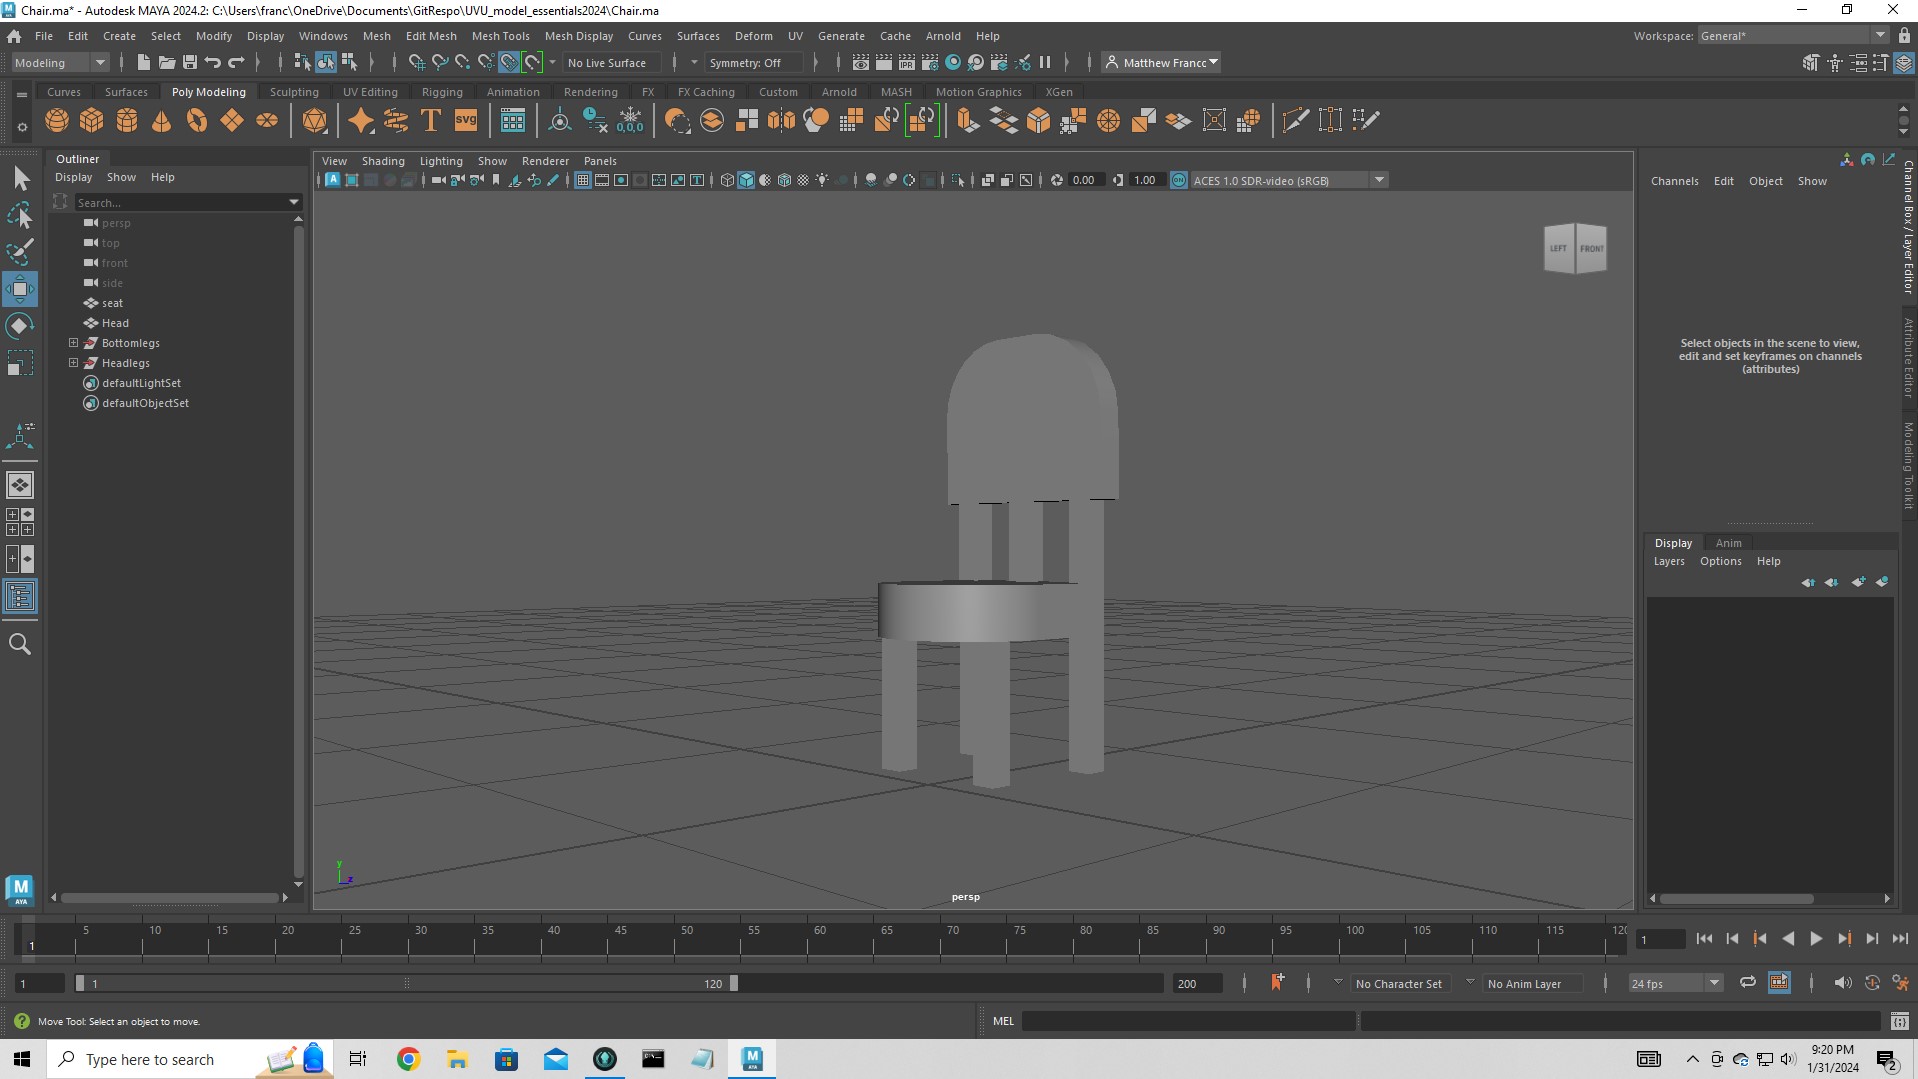 Chair.ma* - Autodesk MAYA 2024.2: C:\Users\franc\OneDrive\Documents\GitRespo\UVU_model_essentials2024\Chair.ma
File Edit Create Select Modify Display Windows Mesh Edit Mesh Mesh Tools Mesh Display Curves Surfaces Deform UV Generate Cache Arnold Help
Workspace: General*
Modeling
No Live Surface
Symmetry: Off
IPR
Matthew Franco
Curves Surfaces Poly Modeling Sculpting UV Editing Rigging Animation Rendering FX FX Caching Custom Arnold MASH Motion Graphics XGen
T
svg
0,0,0
Outliner
Display Show Help
Search...
persp
top
front
side
seat
Head
Bottomlegs
Headlegs
defaultLightSet
defaultObjectSet
View Shading Lighting Show Renderer Panels
0.00
1.00
ACES 1.0 SDR-video (sRGB)
LEFT
FRONT
y
z
persp
Channels Edit Object Show
Select objects in the scene to view,
edit and set keyframes on channels
(attributes)
Channel Box / Layer Editor
Attribute Editor
Modeling Toolkit
Display Anim
Layers Options Help
M
AYA
5 10 15 20 25 30 35 40 45 50 55 60 65 70 75 80 85 90 95 100 105 110 115 120
1
1
1
1
120
200
No Character Set
No Anim Layer
24 fps
Move Tool: Select an object to move.
MEL
Type here to search
M
AYA
9:20 PM
1/31/2024
2